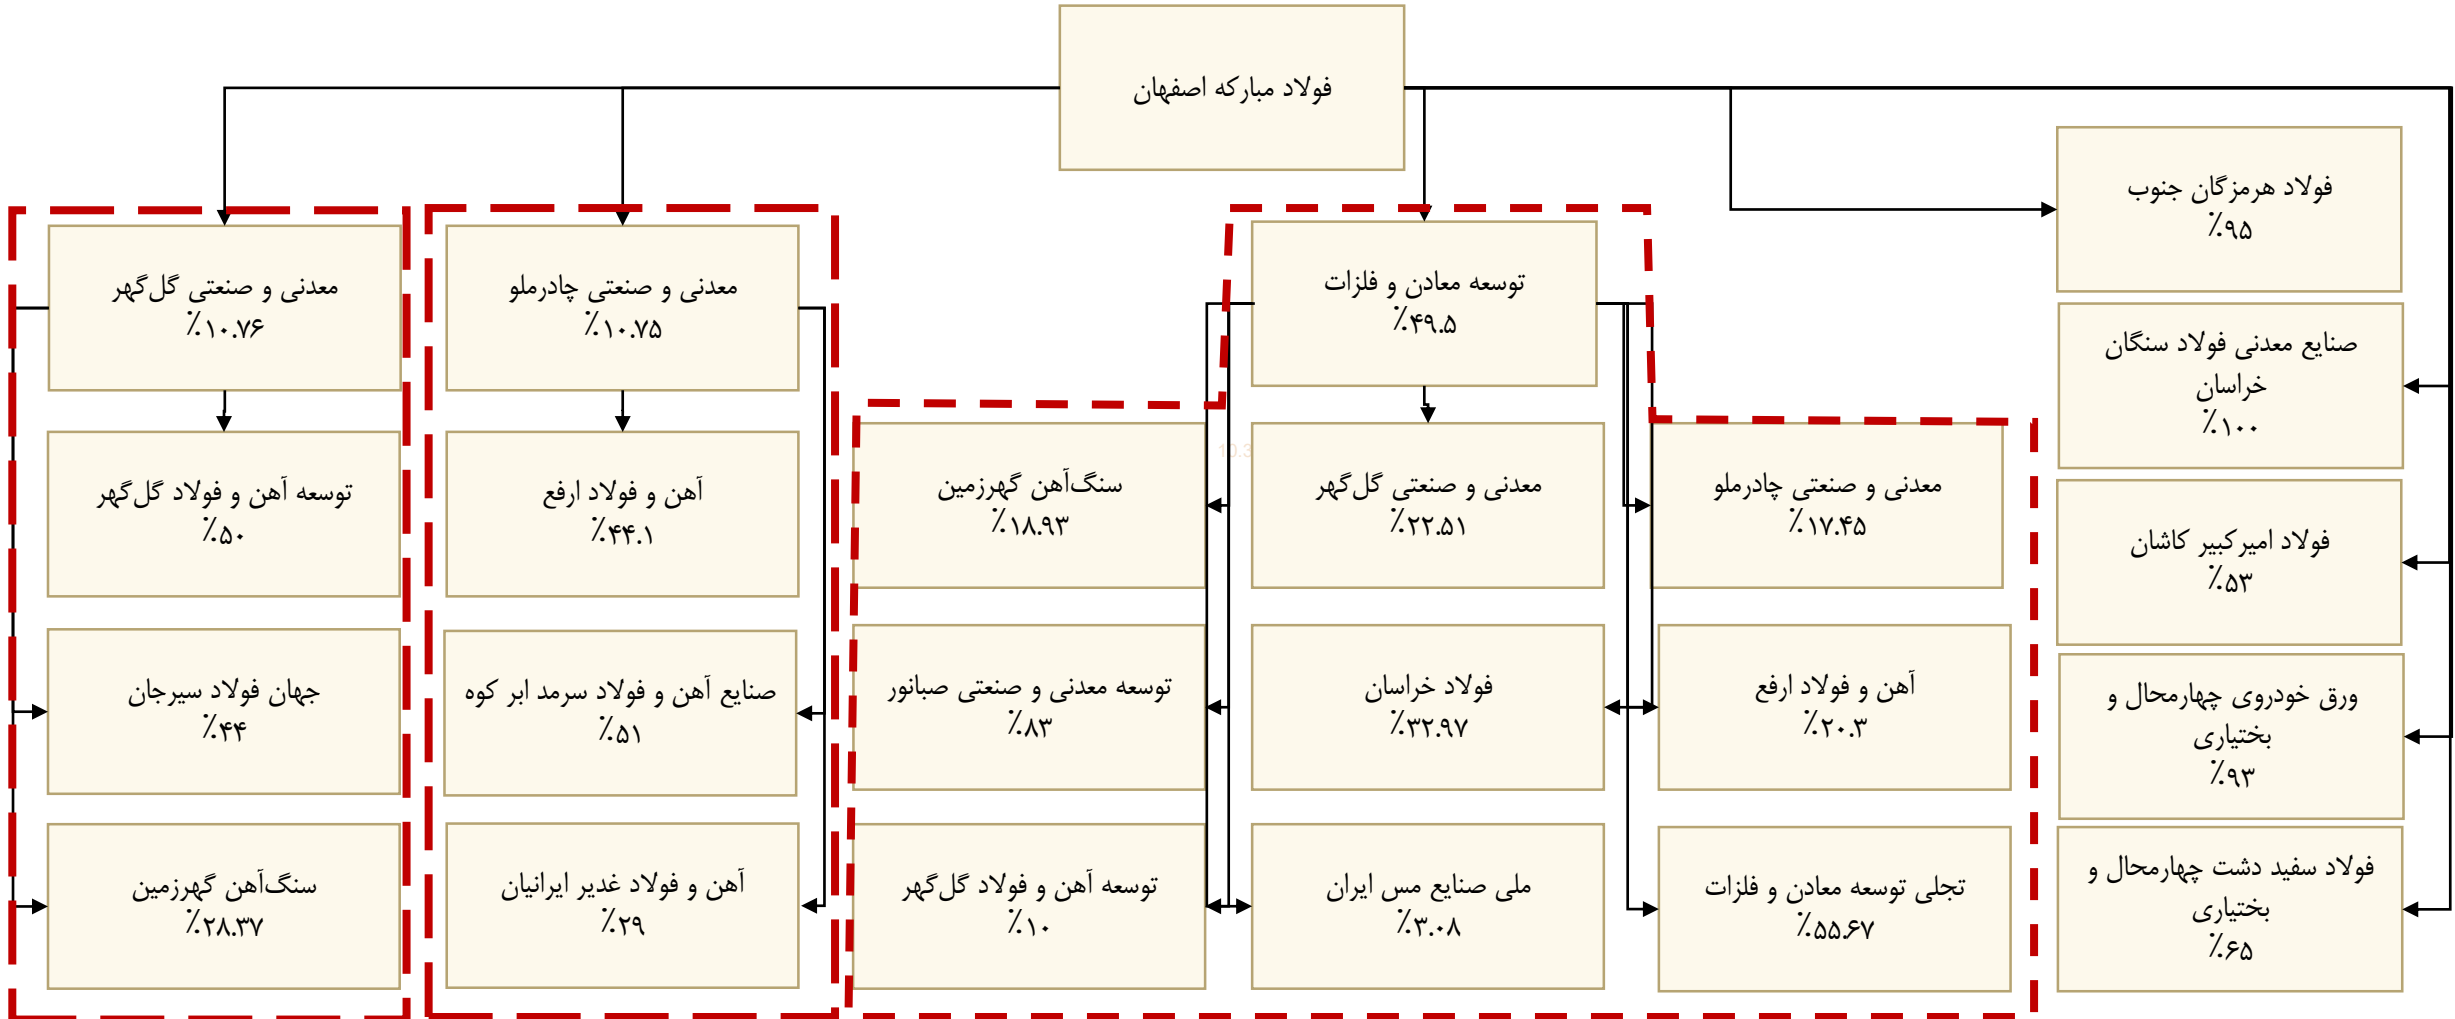 فولاد مبارکه اصفهان
فولاد هرمزگان جنوب
٪۹۵
صنایع معدنی فولاد سنگان
خراسان
٪۱۰۰
فولاد امیرکبیر کاشان
٪۵۳
ورق خودروی چهارمحال و
بختیاری
٪۹۳
فولاد سفید دشت چهارمحال و
بختیاری
٪۶۵
توسعه معادن و فلزات
٪۴۹.۵
معدنی و صنعتی چادرملو
٪۱۷.۴۵
معدنی و صنعتی گل‌گهر
٪۲۲.۵۱
سنگ‌آهن گهرزمین
٪۱۸.۹۳
10.3
آهن و فولاد ارفع
٪۲۰.۳
فولاد خراسان
٪۳۲.۹۷
توسعه معدنی و صنعتی صبانور
٪۸۳
تجلی توسعه معادن و فلزات
٪۵۵.۶۷
ملی صنایع مس ایران
٪۳.۰۸
توسعه آهن و فولاد گل‌گهر
٪۱۰
معدنی و صنعتی چادرملو
٪۱۰.۷۵
آهن و فولاد ارفع
٪۴۴.۱
صنایع آهن و فولاد سرمد ابر کوه
٪۵۱
آهن و فولاد غدیر ایرانیان
٪۲۹
معدنی و صنعتی گل‌گهر
٪۱۰.۷۶
توسعه آهن و فولاد گل‌گهر
٪۵۰
جهان فولاد سیرجان
٪۴۴
سنگ‌آهن گهرزمین
٪۲۸.۳۷